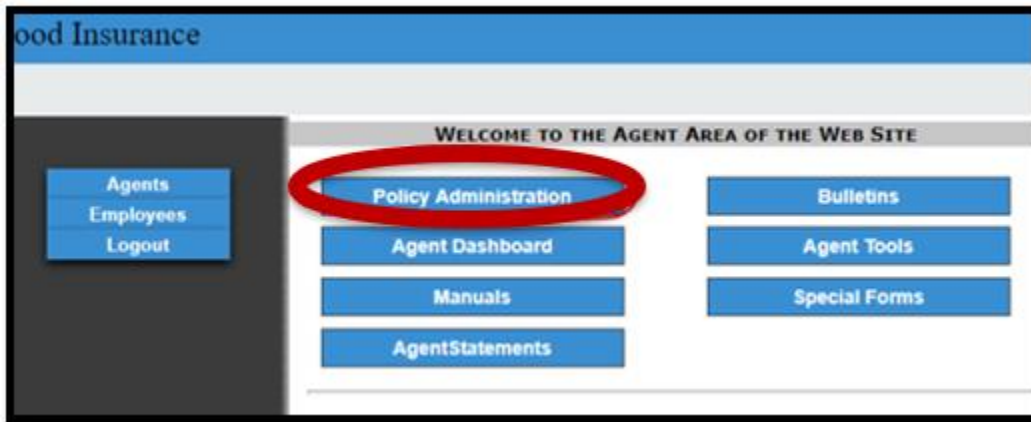 ood Insurance
WELCOME TO THE AGENT AREA OF THE WEB SITE
Agents
Employees
Logout
Policy Administration
Bulletins
Agent Dashboard
Agent Tools
Manuals
Special Forms
AgentStatements